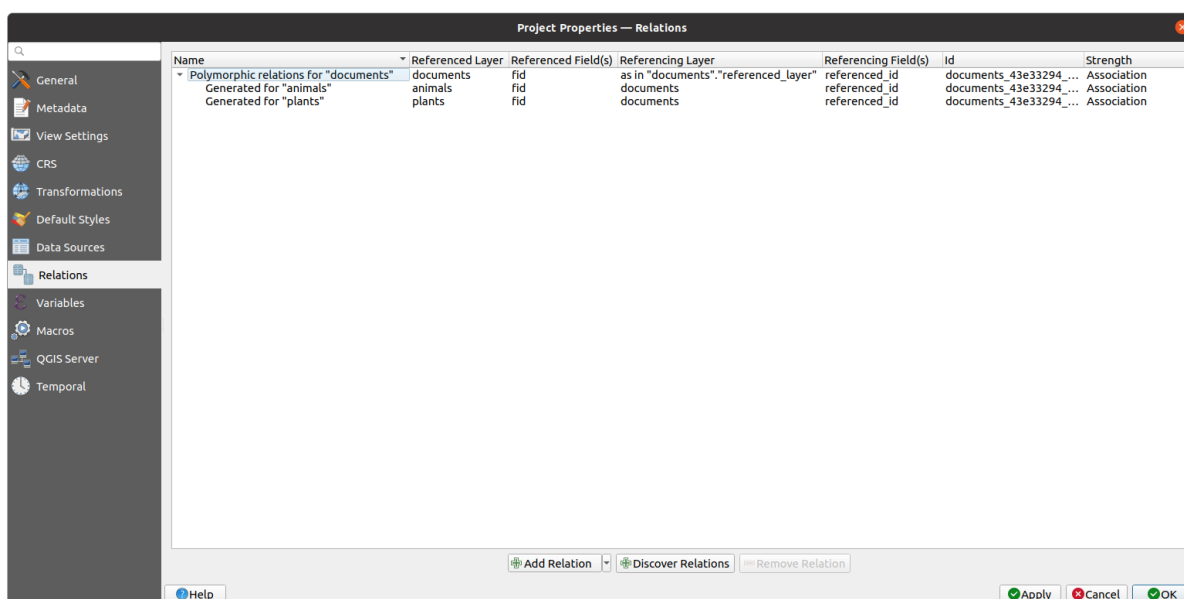 Project Properties — Relations
Name Referenced Layer Referenced Field(s) Referencing Layer Referencing Field(s) Id Strength
Polymorphic relations for "documents" documents fid as in "documents"."referenced_layer" referenced_id documents_43e33294_... Association
Generated for "animals" animals fid documents referenced_id documents_43e33294_... Association
Generated for "plants" plants fid documents referenced_id documents_43e33294_... Association
General
Metadata
View Settings
CRS
Transformations
Default Styles
Data Sources
Relations
Variables
Macros
QGIS Server
Temporal
Add Relation Discover Relations Remove Relation
Help Apply Cancel OK